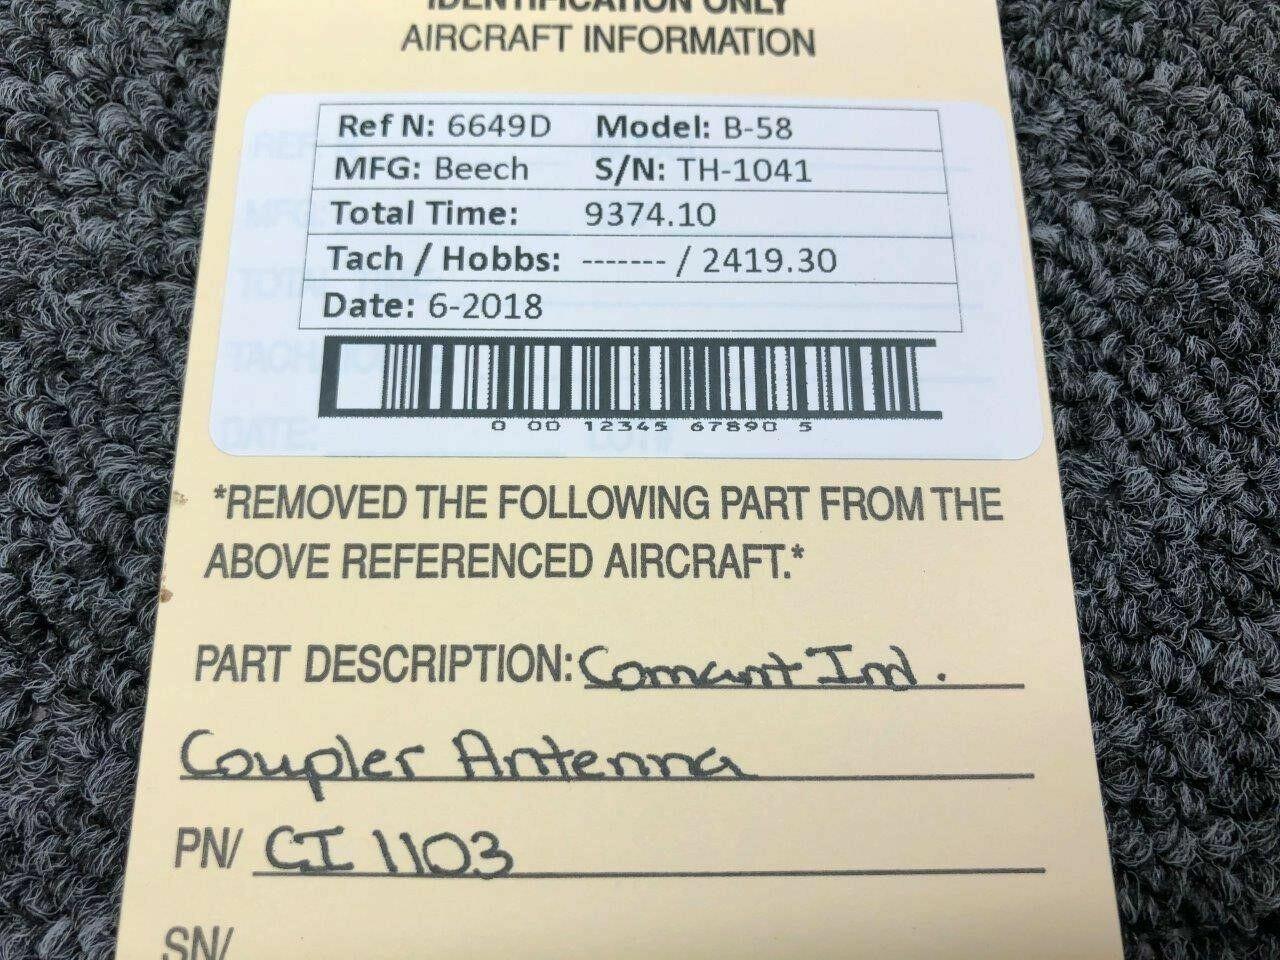 IDENTIFICATION ONLY
AIRCRAFT INFORMATION
Ref N: 6649D Model: B-58
MFG: Beech S/N: TH-1041
Total Time: 9374.10
Tach / Hobbs: ------- / 2419.30
Date: 6-2018
0 00 12345 67890 5
*REMOVED THE FOLLOWING PART FROM THE
ABOVE REFERENCED AIRCRAFT.*
PART DESCRIPTION: Comant Ind.
Coupler Antenna
PN/ CI 1103
SN/